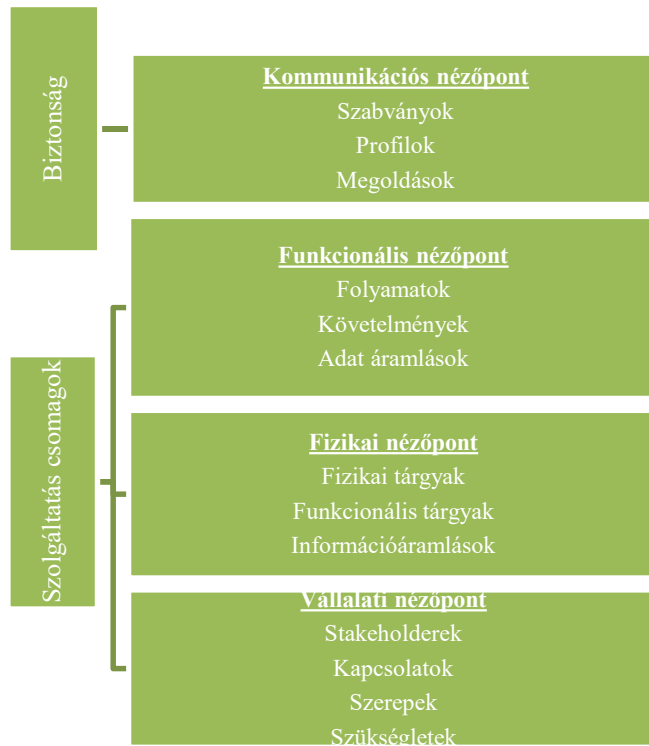 Biztonság
Kommunikációs nézőpont
Szabványok
Profilok
Megoldások
Szolgáltatás csomagok
Funkcionális nézőpont
Folyamatok
Követelmények
Adat áramlások
Fizikai nézőpont
Fizikai tárgyak
Funkcionális tárgyak
Információáramlások
Vállalati nézőpont
Stakeholderek
Kapcsolatok
Szerepek
Szükségletek